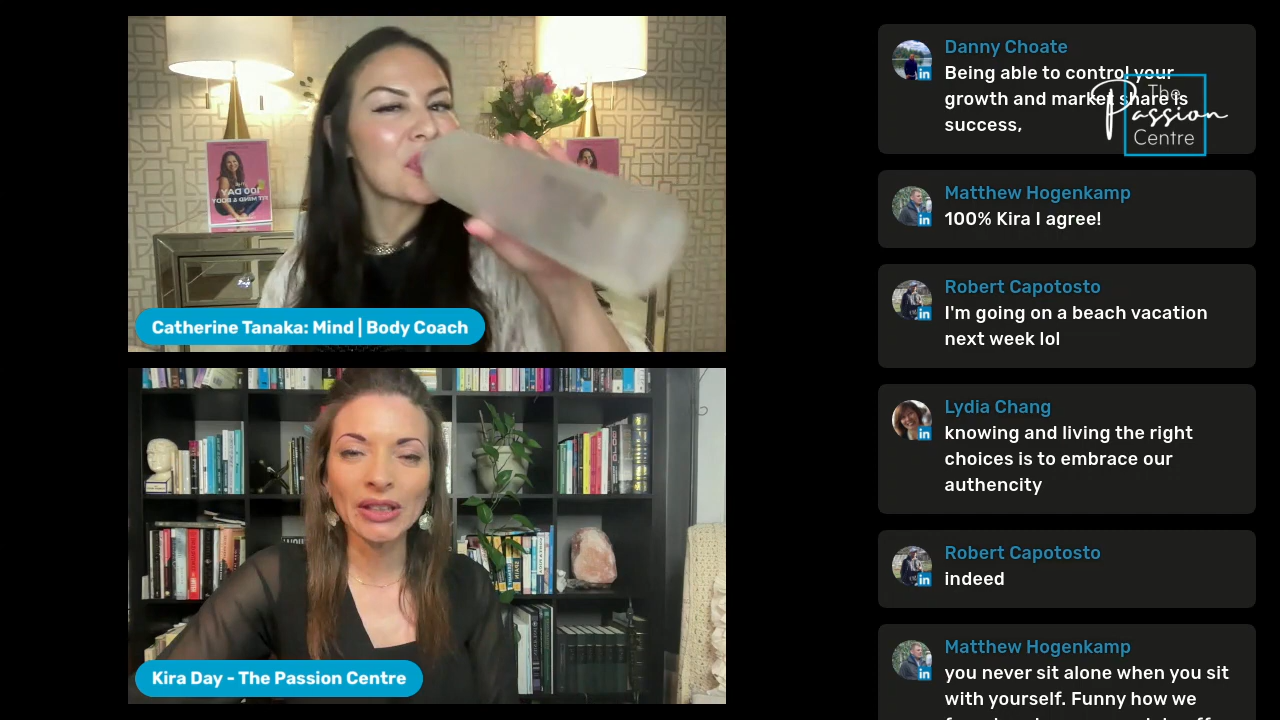 Catherine Tanaka: Mind | Body Coach
Kira Day - The Passion Centre
Danny Choate
Being able to control your
growth and market share is
success,
The
Passion
Centre
Matthew Hogenkamp
100% Kira I agree!
Robert Capotosto
I'm going on a beach vacation
next week lol
Lydia Chang
knowing and living the right
choices is to embrace our
authencity
Robert Capotosto
indeed
Matthew Hogenkamp
you never sit alone when you sit
with yourself. Funny how we